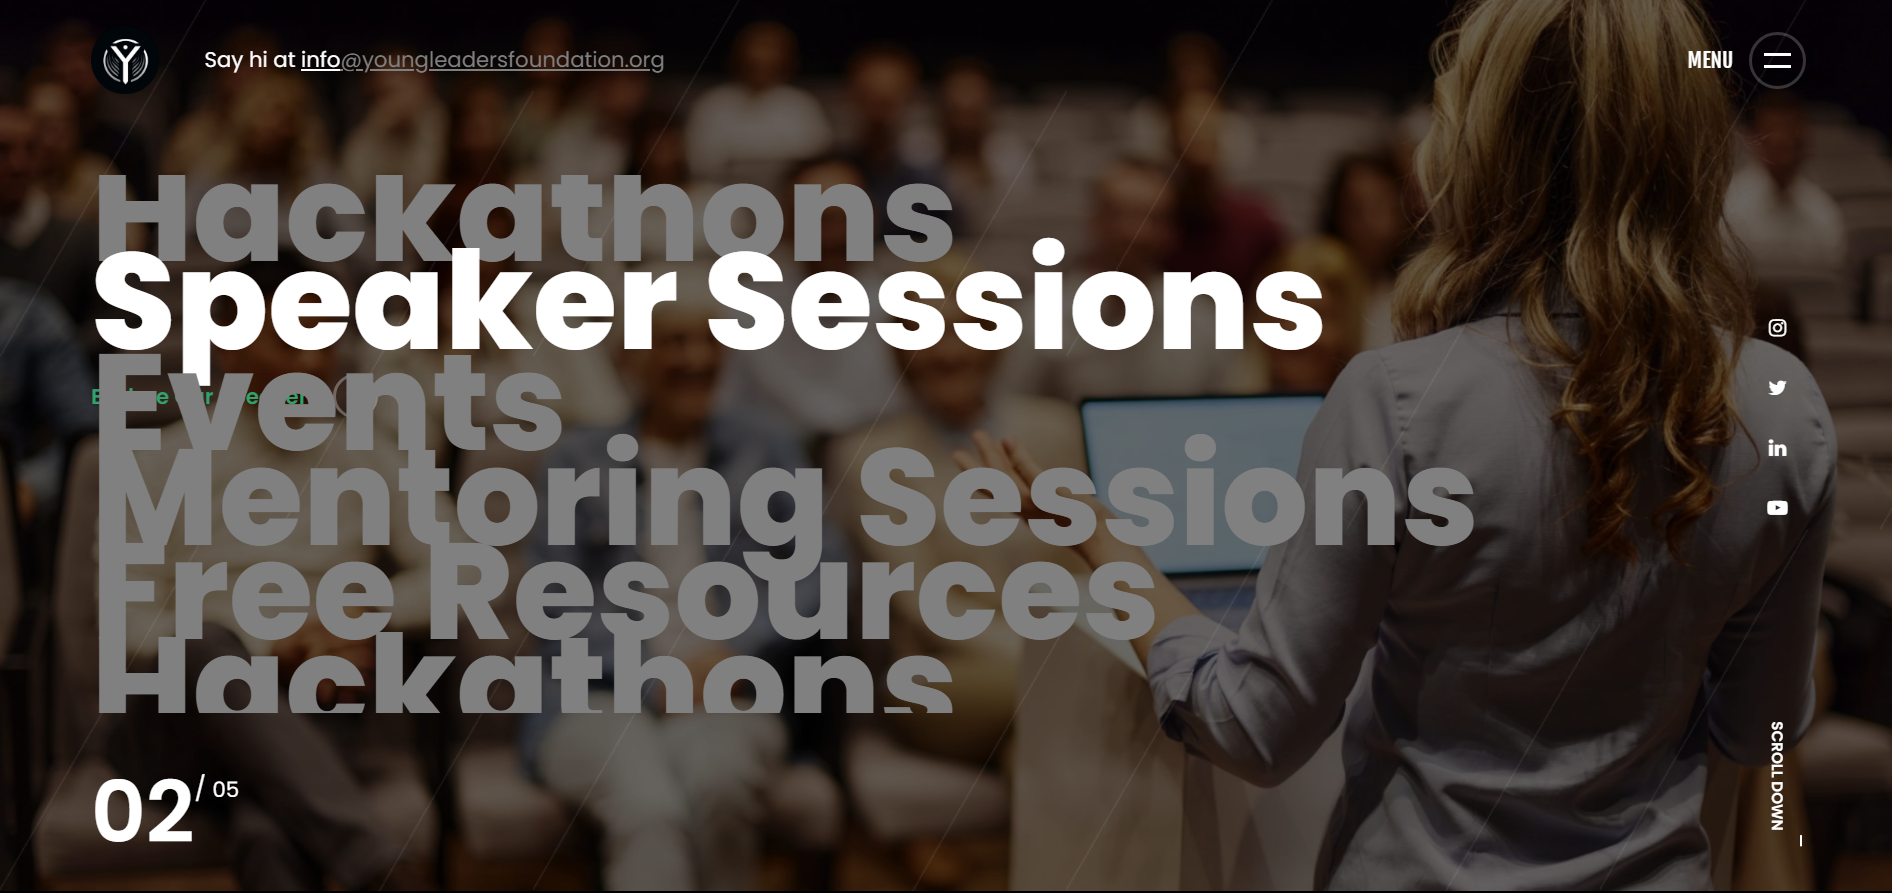 Say hi at info@youngleadersfoundation.org
MENU
Hackathons
Speaker Sessions
Events
Mentoring Sessions
Free Resources
Hackathons
02 / 05
SCROLL DOWN